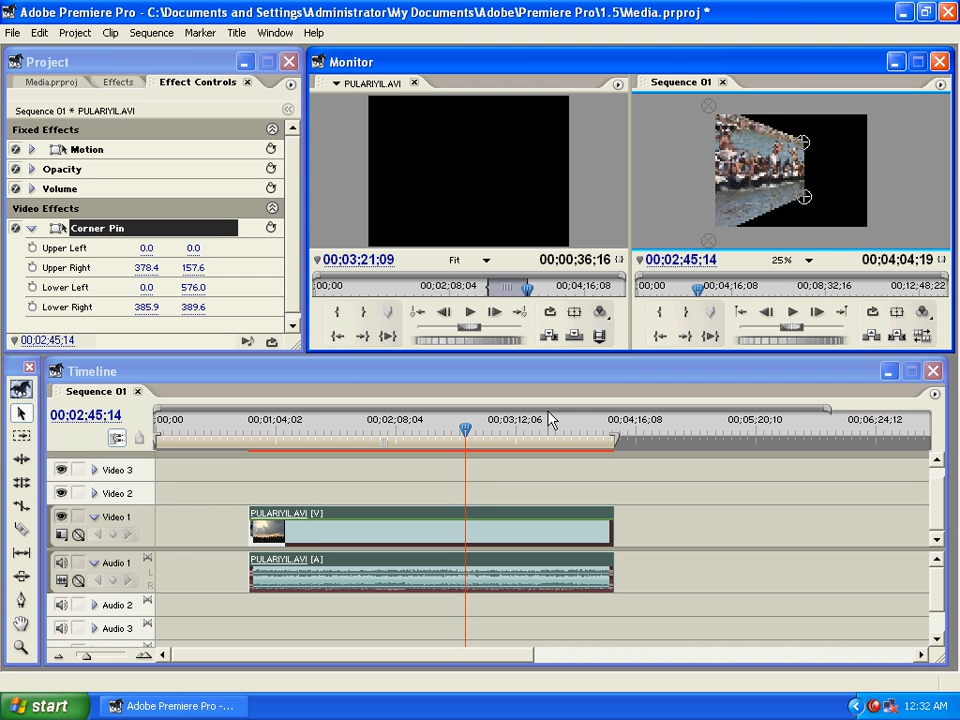 Adobe Premiere Pro - C:\Documents and Settings\Administrator\My Documents\Adobe\Premiere Pro\1.5\Media.prproj *
File Edit Project Clip Sequence Marker Title Window Help
Project
Media.prproj Effects Effect Controls
Sequence 01 * PULARIYIL.AVI
Fixed Effects
Motion
Opacity
Volume
Video Effects
Corner Pin
Upper Left 0.0 0.0
Upper Right 378.4 157.6
Lower Left 0.0 576.0
Lower Right 385.9 389.6
00;02;45;14
Monitor
PULARIYIL.AVI
Sequence 01
00;03;21;09 Fit 00;00;36;16
00;02;45;14 25% 00;04;04;19
;00;00 00;02;08;04 00;04;16;08
00;00 00;04;16;08 00;08;32;16 00;12;48;22
Timeline
Sequence 01
00;02;45;14
;00;00 00;01;04;02 00;02;08;04 00;03;12;06 00;04;16;08 00;05;20;10 00;06;24;12
Video 3
Video 2
Video 1
PULARIYIL.AVI [V]
Audio 1
L
R
PULARIYIL.AVI [A]
Audio 2
Audio 3
start
Adobe Premiere Pro -...
12:32 AM